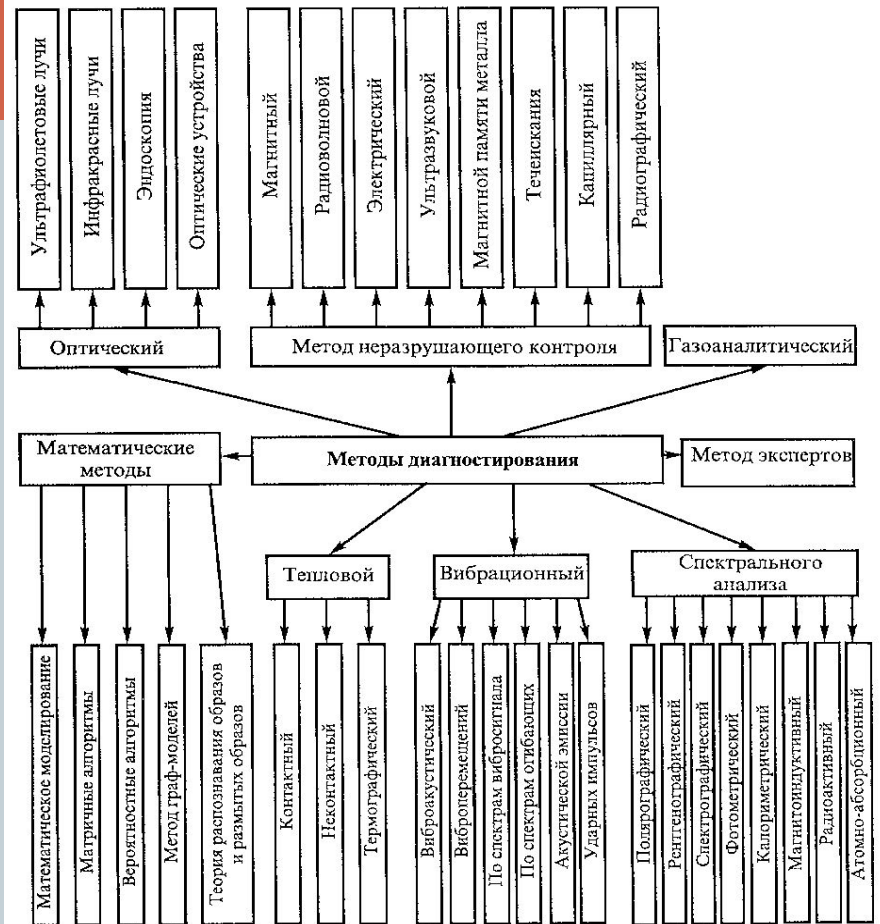 Ультрафиолетовые лучи
Инфракрасные лучи
Эндоскопия
Оптические устройства
Магнитный
Радиоволновой
Электрический
Ультразвуковой
Магнитной памяти металла
Течеискания
Капиллярный
Радиографический
Оптический
Метод неразрушающего контроля
Газоаналитический
Математические
методы
Методы диагностирования
Метод экспертов
Тепловой
Вибрационный
Спектрального
анализа
Математическое моделирование
Матричные алгоритмы
Вероятностные алгоритмы
Метод граф-моделей
Теория распознавания образов
и размытых образов
Контактный
Неконтактный
Термографический
Виброакустический
Виброперемещений
По спектрам вибросигнала
По спектрам огибающих
Акустической эмиссии
Ударных импульсов
Полярографический
Рентгенографический
Спектрографический
Фотометрический
Калориметрический
Магнитоиндуктивный
Радиоактивный
Атомно-абсорбционный